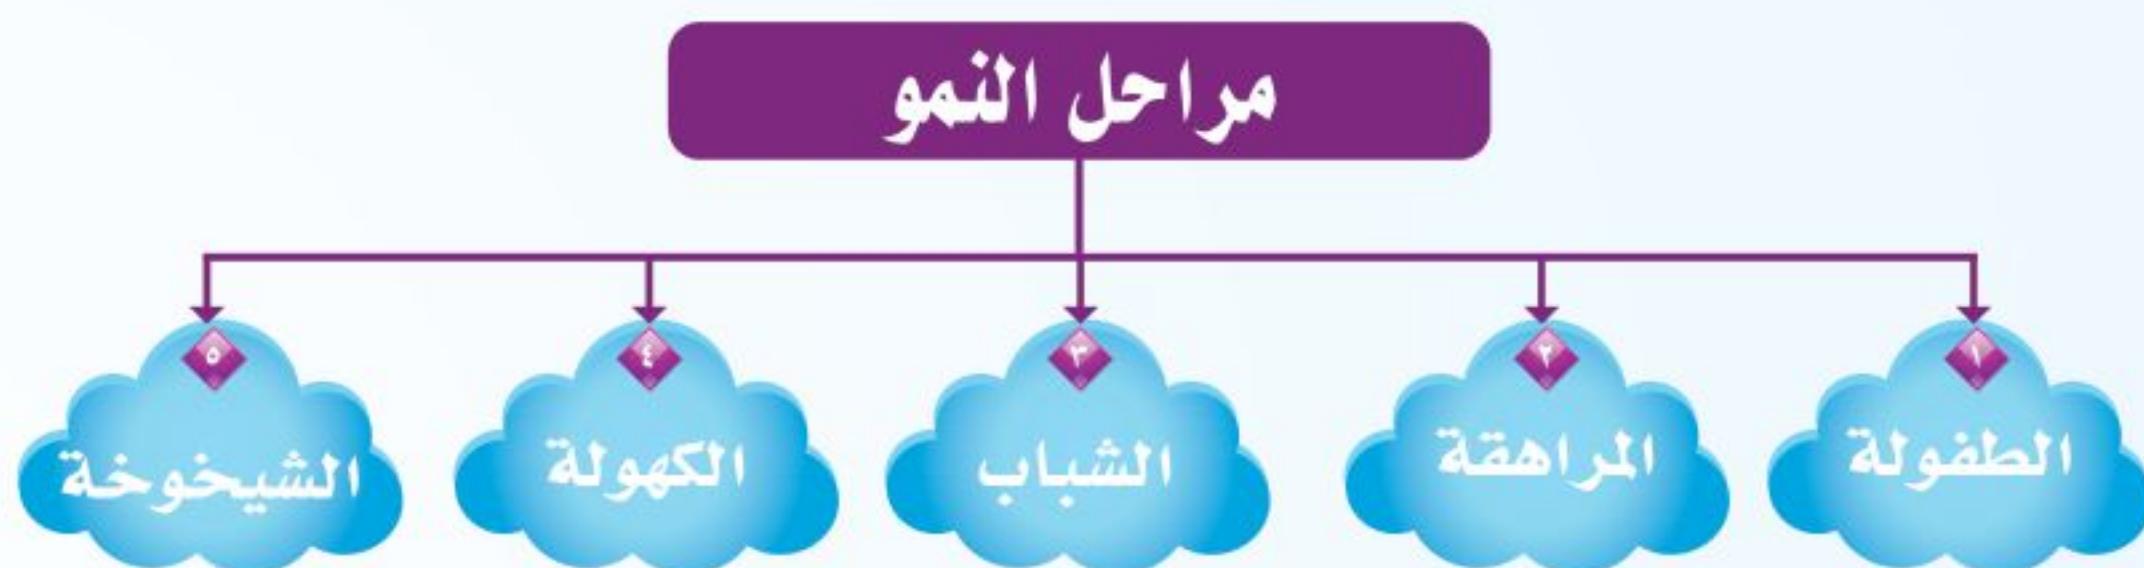 مراحل النمو
١
الطفولة
٢
المراهقة
٣
الشباب
٤
الكهولة
٥
الشيخوخة